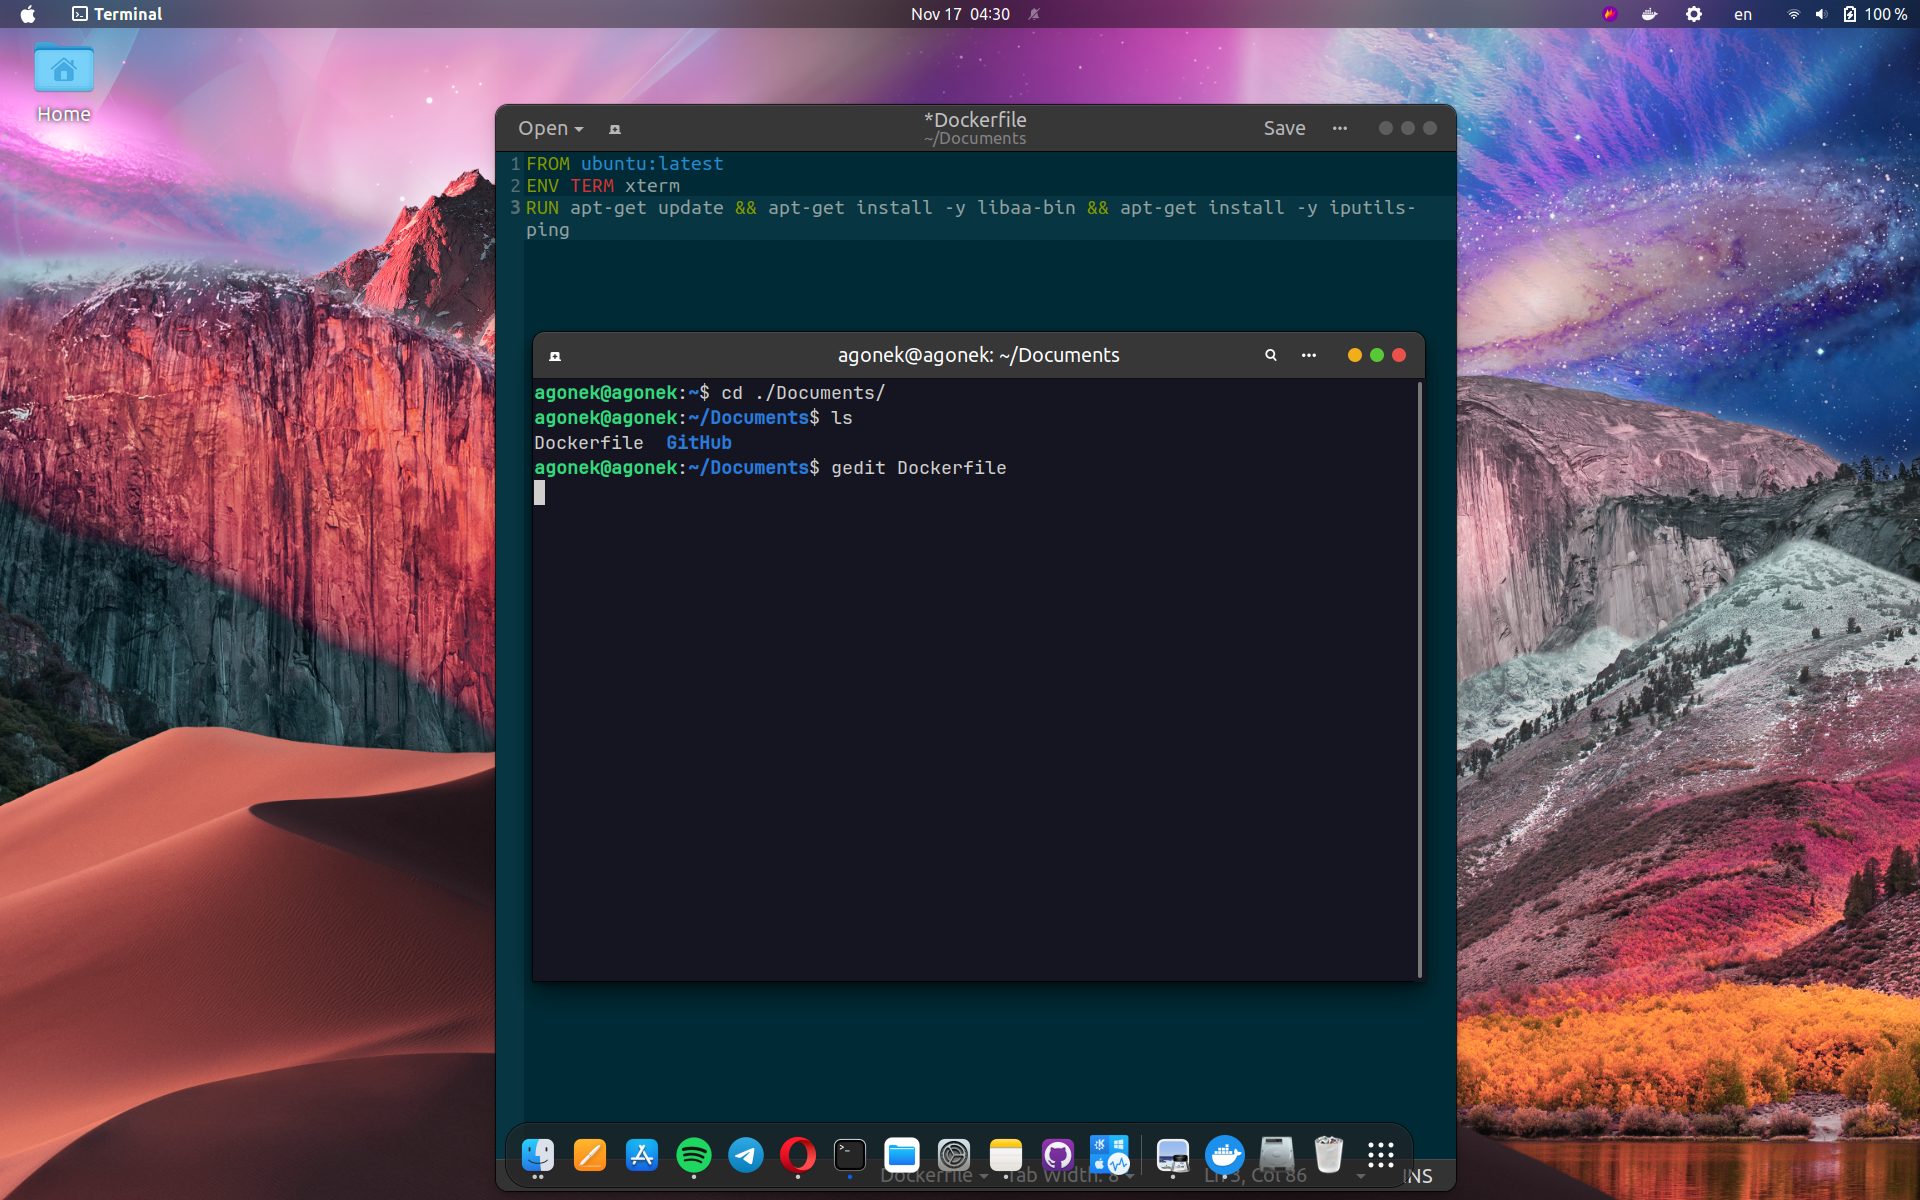 Terminal
Nov 17 04:30
en
100 %
Home
Open
*Dockerfile
~/Documents
Save
1 FROM ubuntu:latest
2 ENV TERM xterm
3 RUN apt-get update && apt-get install -y libaa-bin && apt-get install -y iputils-
ping
agonek@agonek: ~/Documents
agonek@agonek:~$ cd ./Documents/
agonek@agonek:~/Documents$ ls
Dockerfile GitHub
agonek@agonek:~/Documents$ gedit Dockerfile
Dockerfile Tab Width: 8 Ln 3, Col 86 INS